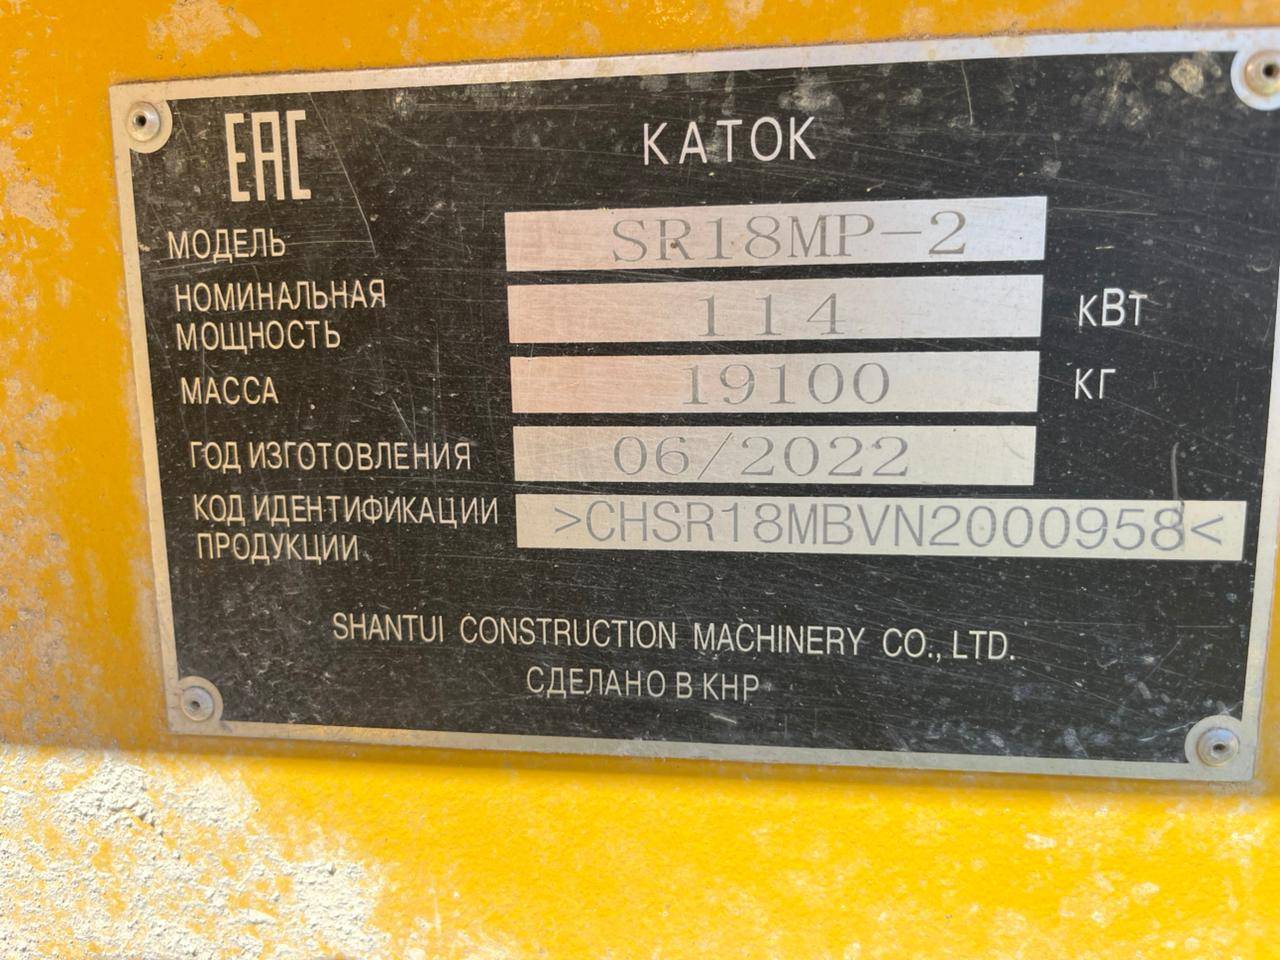 EAC
КАТОК
МОДЕЛЬ SR18MP-2
НОМИНАЛЬНАЯ
МОЩНОСТЬ 114 кВт
МАССА 19100 кг
ГОД ИЗГОТОВЛЕНИЯ 06/2022
КОД ИДЕНТИФИКАЦИИ
ПРОДУКЦИИ >CHSR18MBVN2000958<
SHANTUI CONSTRUCTION MACHINERY CO., LTD.
СДЕЛАНО В КНР